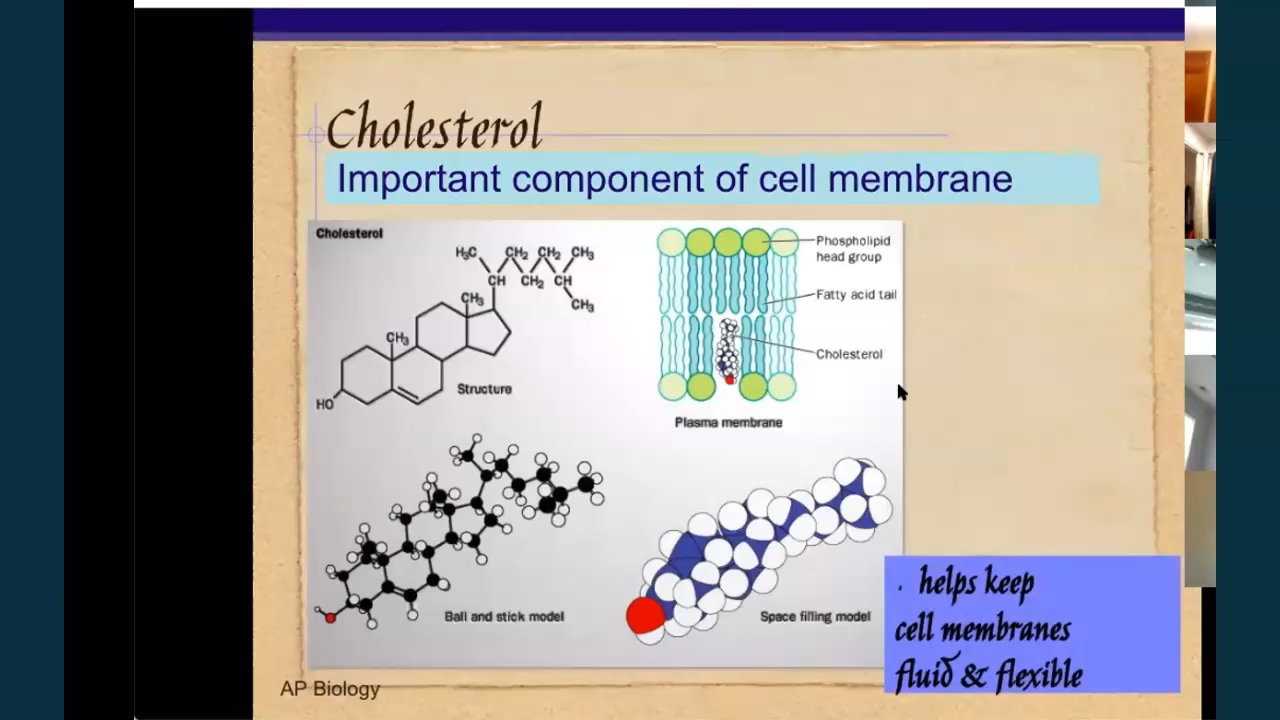 Cholesterol
Important component of cell membrane
Cholesterol
H₃C CH₂ CH₂ CH₃
CH CH₂ CH
CH₃ CH₃
CH₃
HO
Structure
Phospholipid
head group
Fatty acid tail
Cholesterol
Plasma membrane
Ball and stick model
Space filling model
· helps keep
cell membranes
fluid & flexible
AP Biology